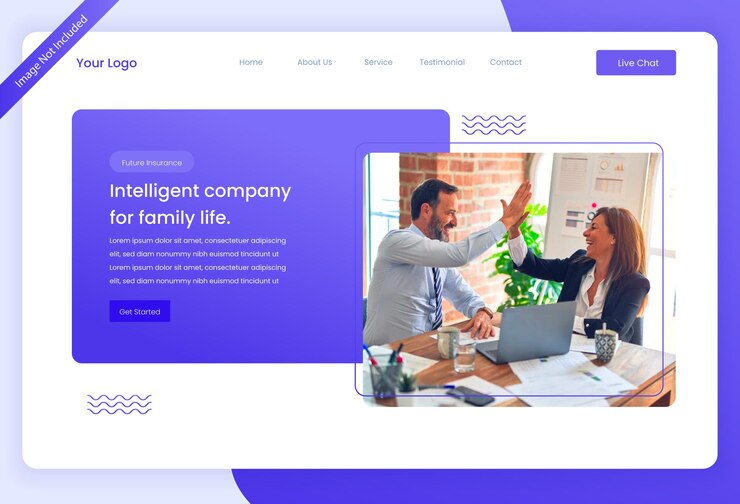 Image Not Included
Your Logo
Home
About Us
Service
Testimonial
Contact
Live Chat
Future Insurance
Intelligent company
for family life.
Lorem ipsum dolor sit amet, consectetuer adipiscing
elit, sed diam nonummy nibh euismod tincidunt ut
Lorem ipsum dolor sit amet, consectetuer adipiscing
elit, sed diam nonummy nibh euismod tincidunt ut
Get Started